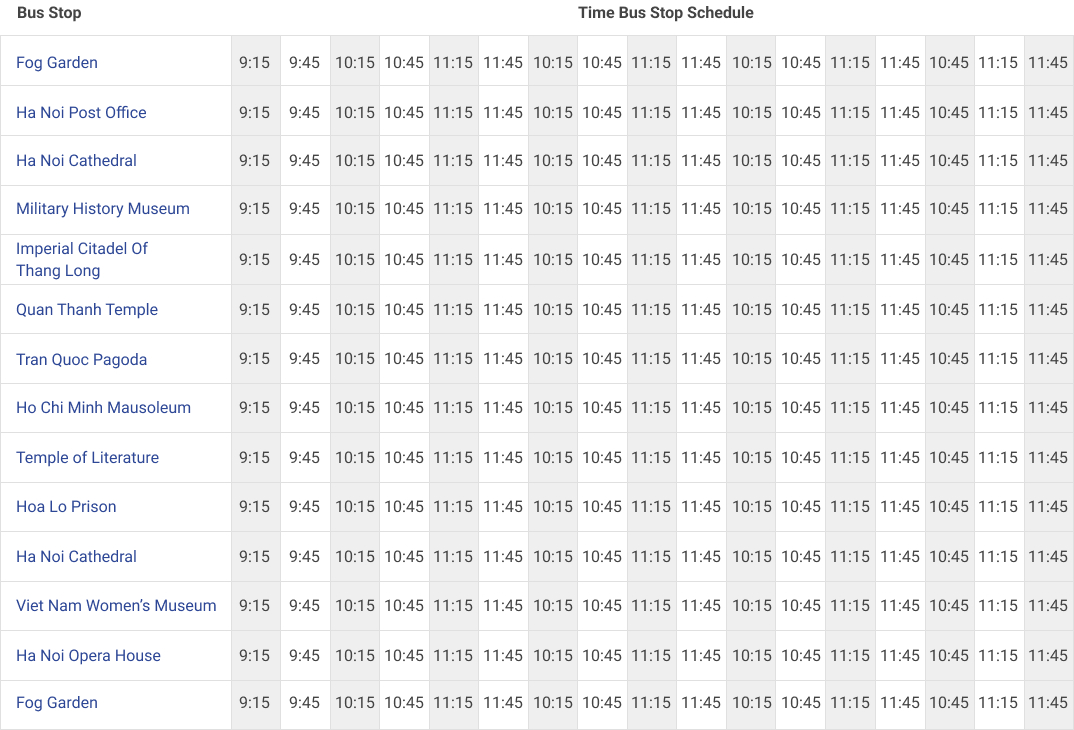 Bus Stop Time Bus Stop Schedule
Fog Garden 9:15 9:45 10:15 10:45 11:15 11:45 10:15 10:45 11:15 11:45 10:15 10:45 11:15 11:45 10:45 11:15 11:45
Ha Noi Post Office 9:15 9:45 10:15 10:45 11:15 11:45 10:15 10:45 11:15 11:45 10:15 10:45 11:15 11:45 10:45 11:15 11:45
Ha Noi Cathedral 9:15 9:45 10:15 10:45 11:15 11:45 10:15 10:45 11:15 11:45 10:15 10:45 11:15 11:45 10:45 11:15 11:45
Military History Museum 9:15 9:45 10:15 10:45 11:15 11:45 10:15 10:45 11:15 11:45 10:15 10:45 11:15 11:45 10:45 11:15 11:45
Imperial Citadel Of
Thang Long 9:15 9:45 10:15 10:45 11:15 11:45 10:15 10:45 11:15 11:45 10:15 10:45 11:15 11:45 10:45 11:15 11:45
Quan Thanh Temple 9:15 9:45 10:15 10:45 11:15 11:45 10:15 10:45 11:15 11:45 10:15 10:45 11:15 11:45 10:45 11:15 11:45
Tran Quoc Pagoda 9:15 9:45 10:15 10:45 11:15 11:45 10:15 10:45 11:15 11:45 10:15 10:45 11:15 11:45 10:45 11:15 11:45
Ho Chi Minh Mausoleum 9:15 9:45 10:15 10:45 11:15 11:45 10:15 10:45 11:15 11:45 10:15 10:45 11:15 11:45 10:45 11:15 11:45
Temple of Literature 9:15 9:45 10:15 10:45 11:15 11:45 10:15 10:45 11:15 11:45 10:15 10:45 11:15 11:45 10:45 11:15 11:45
Hoa Lo Prison 9:15 9:45 10:15 10:45 11:15 11:45 10:15 10:45 11:15 11:45 10:15 10:45 11:15 11:45 10:45 11:15 11:45
Ha Noi Cathedral 9:15 9:45 10:15 10:45 11:15 11:45 10:15 10:45 11:15 11:45 10:15 10:45 11:15 11:45 10:45 11:15 11:45
Viet Nam Women’s Museum 9:15 9:45 10:15 10:45 11:15 11:45 10:15 10:45 11:15 11:45 10:15 10:45 11:15 11:45 10:45 11:15 11:45
Ha Noi Opera House 9:15 9:45 10:15 10:45 11:15 11:45 10:15 10:45 11:15 11:45 10:15 10:45 11:15 11:45 10:45 11:15 11:45
Fog Garden 9:15 9:45 10:15 10:45 11:15 11:45 10:15 10:45 11:15 11:45 10:15 10:45 11:15 11:45 10:45 11:15 11:45